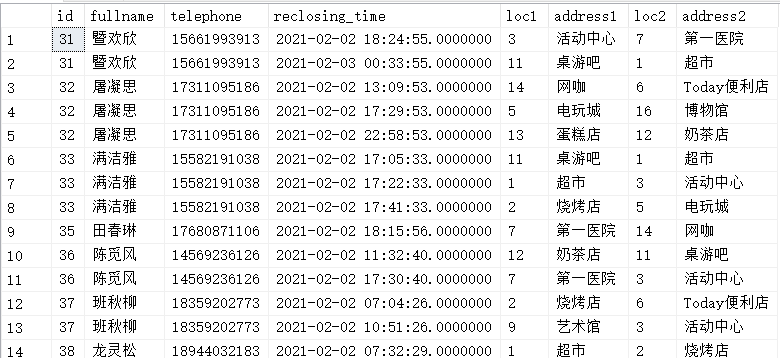 id fullname telephone reclosing_time loc1 address1 loc2 address2
1 31 暨欢欣 15661993913 2021-02-02 18:24:55.0000000 3 活动中心 7 第一医院
2 31 暨欢欣 15661993913 2021-02-03 00:33:55.0000000 11 桌游吧 1 超市
3 32 屠凝思 17311095186 2021-02-02 13:09:53.0000000 14 网咖 6 Today便利店
4 32 屠凝思 17311095186 2021-02-02 17:29:53.0000000 5 电玩城 16 博物馆
5 32 屠凝思 17311095186 2021-02-02 22:58:53.0000000 13 蛋糕店 12 奶茶店
6 33 满洁雅 15582191038 2021-02-02 17:05:33.0000000 11 桌游吧 1 超市
7 33 满洁雅 15582191038 2021-02-02 17:22:33.0000000 1 超市 3 活动中心
8 33 满洁雅 15582191038 2021-02-02 17:41:33.0000000 2 烧烤店 5 电玩城
9 35 田春琳 17680871106 2021-02-02 18:15:56.0000000 7 第一医院 14 网咖
10 36 陈觅风 14569236126 2021-02-02 11:32:40.0000000 12 奶茶店 11 桌游吧
11 36 陈觅风 14569236126 2021-02-02 17:30:40.0000000 7 第一医院 3 活动中心
12 37 班秋柳 18359202773 2021-02-02 07:04:26.0000000 2 烧烤店 6 Today便利店
13 37 班秋柳 18359202773 2021-02-02 10:51:26.0000000 9 艺术馆 3 活动中心
14 38 龙灵松 18944032183 2021-02-02 07:32:29.0000000 1 超市 2 烧烤店